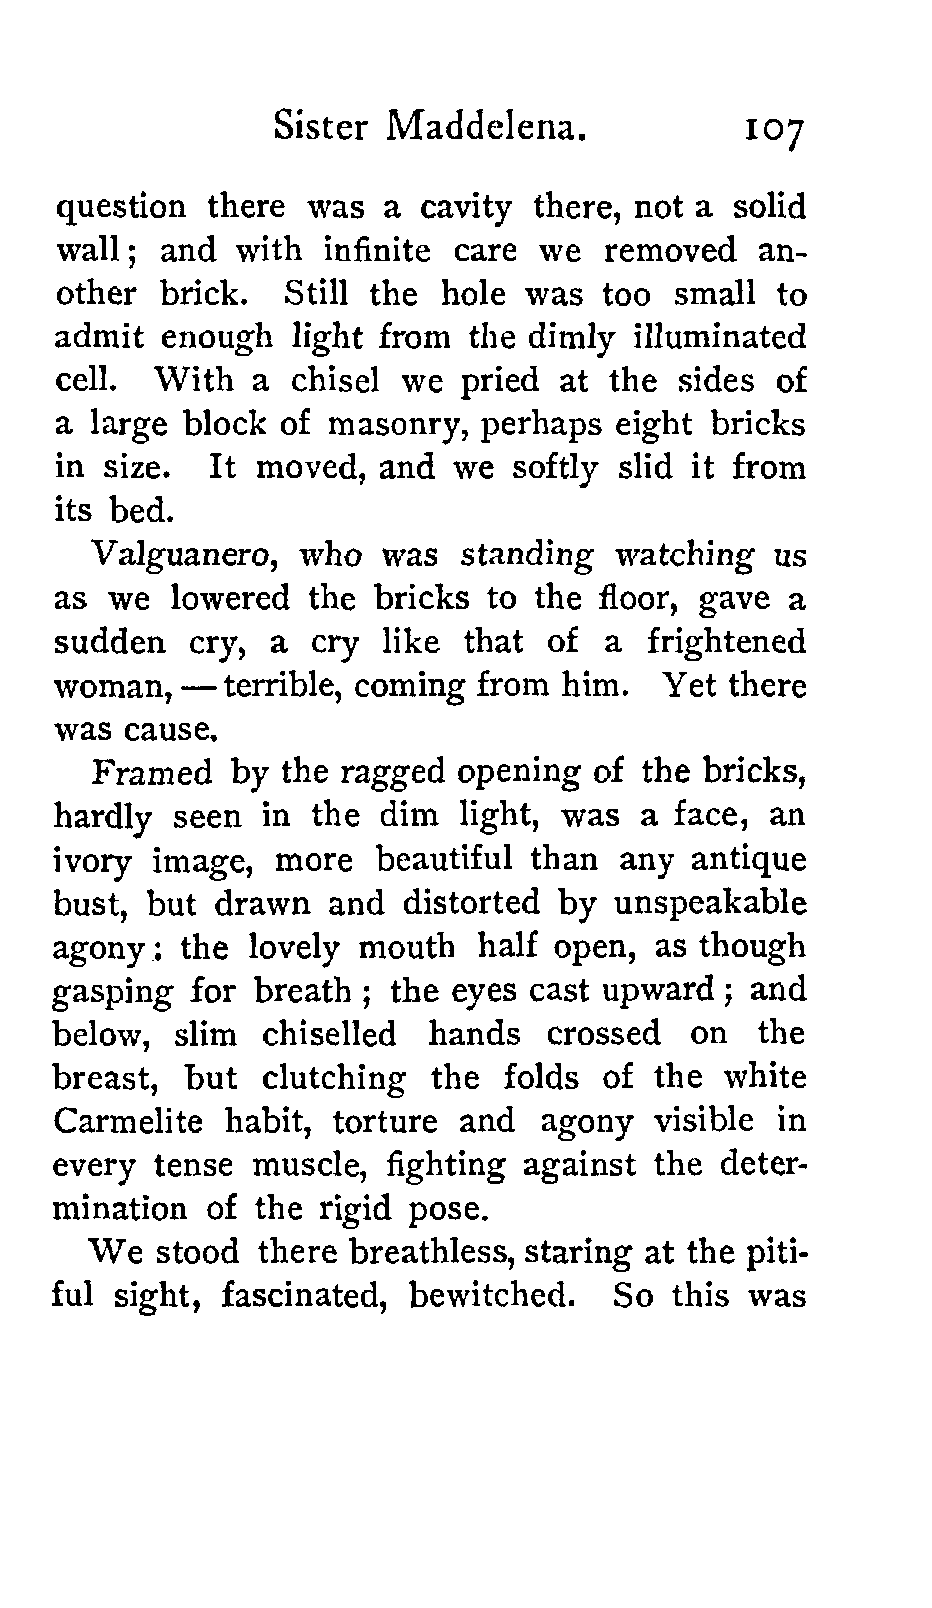 Sister Maddelena. 107
question there was a cavity there, not a solid
wall; and with infinite care we removed an-
other brick. Still the hole was too small to
admit enough light from the dimly illuminated
cell. With a chisel we pried at the sides of
a large block of masonry, perhaps eight bricks
in size. It moved, and we softly slid it from
its bed.
Valguanero, who was standing watching us
as we lowered the bricks to the floor, gave a
sudden cry, a cry like that of a frightened
woman, — terrible, coming from him. Yet there
was cause.
Framed by the ragged opening of the bricks,
hardly seen in the dim light, was a face, an
ivory image, more beautiful than any antique
bust, but drawn and distorted by unspeakable
agony: the lovely mouth half open, as though
gasping for breath; the eyes cast upward; and
below, slim chiselled hands crossed on the
breast, but clutching the folds of the white
Carmelite habit, torture and agony visible in
every tense muscle, fighting against the deter-
mination of the rigid pose.
We stood there breathless, staring at the piti-
ful sight, fascinated, bewitched. So this was